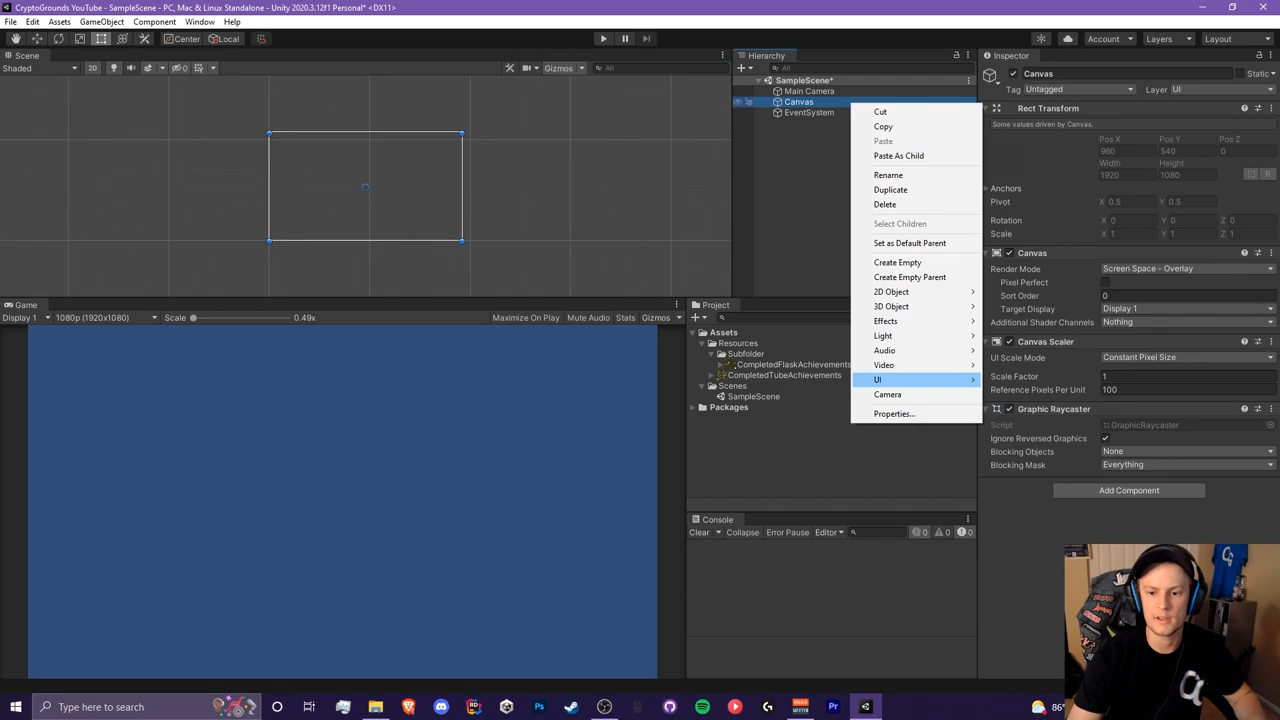 CryptoGrounds YouTube - SampleScene - PC, Mac & Linux Standalone - Unity 2020.3.12f1 Personal* <DX11>
File Edit Assets GameObject Component Window Help
Center Local Account Layers Layout
Scene
Shaded 2D 0 Gizmos All
Hierarchy
All
SampleScene*
Main Camera
Canvas
EventSystem
Cut
Copy
Paste
Paste As Child
Rename
Duplicate
Delete
Select Children
Set as Default Parent
Create Empty
Create Empty Parent
2D Object
3D Object
Effects
Light
Audio
Video
UI
Camera
Properties...
Inspector
Canvas Static
Tag Untagged Layer UI
Rect Transform
Some values driven by Canvas.
Pos X Pos Y Pos Z
960 540 0
Width Height
1920 1080
R
Anchors
Pivot X 0.5 Y 0.5
Rotation X 0 Y 0 Z 0
Scale X 1 Y 1 Z 1
Canvas
Render Mode Screen Space - Overlay
Pixel Perfect
Sort Order 0
Target Display Display 1
Additional Shader Channels Nothing
Canvas Scaler
UI Scale Mode Constant Pixel Size
Scale Factor 1
Reference Pixels Per Unit 100
Graphic Raycaster
Script GraphicRaycaster
Ignore Reversed Graphics
Blocking Objects None
Blocking Mask Everything
Add Component
Game
Display 1 1080p (1920x1080) Scale 0.49x Maximize On Play Mute Audio Stats Gizmos
Project
Assets
Resources
Subfolder
CompletedFlaskAchievements
CompletedTubeAchievements
Scenes
SampleScene
Packages
Console
Clear Collapse Error Pause Editor 0 0 0
Type here to search
86°